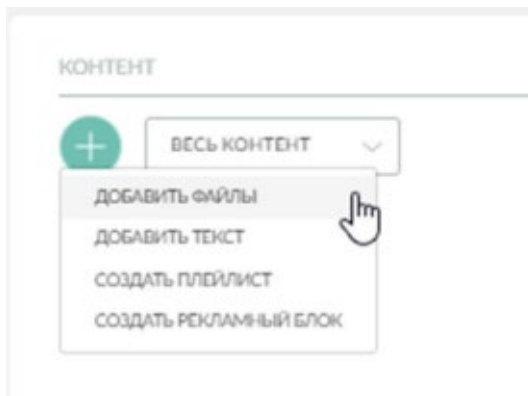 КОНТЕНТ
ВЕСЬ КОНТЕНТ
ДОБАВИТЬ ФАЙЛЫ
ДОБАВИТЬ ТЕКСТ
СОЗДАТЬ ПЛЕЙЛИСТ
СОЗДАТЬ РЕКЛАМНЫЙ БЛОК